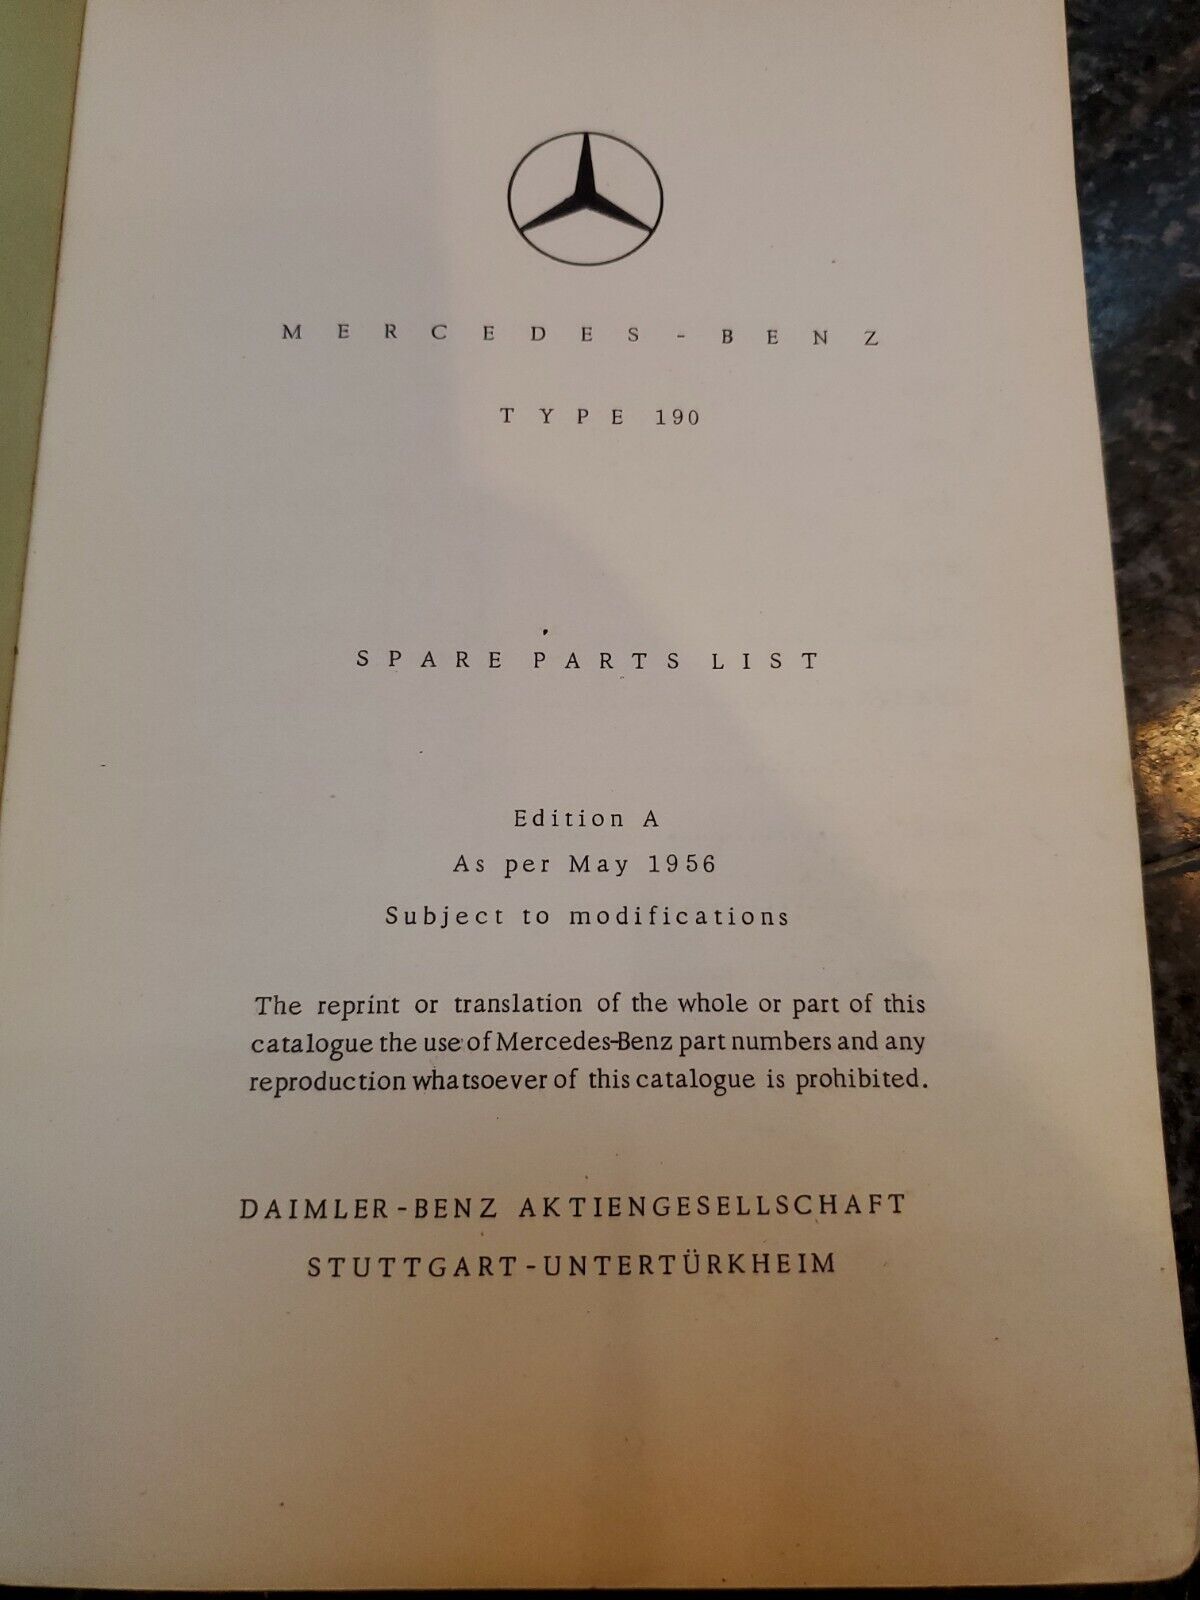 MERCEDES-BENZ
TYPE 190
SPARE PARTS LIST
Edition A
As per May 1956
Subject to modifications
The reprint or translation of the whole or part of this
catalogue the use of Mercedes-Benz part numbers and any
reproduction whatsoever of this catalogue is prohibited.
DAIMLER-BENZ AKTIENGESELLSCHAFT
STUTTGART-UNTERTÜRKHEIM